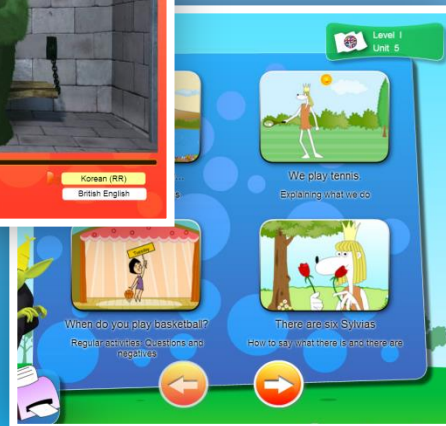 Level I
Unit 5
Korean (RR)
British English
We play tennis
Explaining what we do
Tuesday
When do you play basketball?
Regular activities: Questions and
negatives
There are six Sylvias
How to say what there is and there are